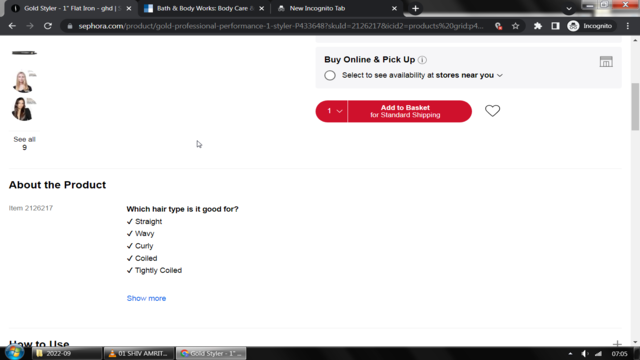 Gold Styler - 1" Flat Iron - ghd | S
Bath & Body Works: Body Care &
New Incognito Tab
sephora.com/product/gold-professional-performance-1-styler-P433648?skuId=2126217&icid2=products%20grid:p4...
Incognito
Buy Online & Pick Up
Select to see availability at stores near you
1
Add to Basket
for Standard Shipping
See all
9
About the Product
Item 2126217
Which hair type is it good for?
✓ Straight
✓ Wavy
✓ Curly
✓ Coiled
✓ Tightly Coiled
Show more
How to Use
2022-09
01 SHIV AMRIT...
Gold Styler - 1" ...
07:05